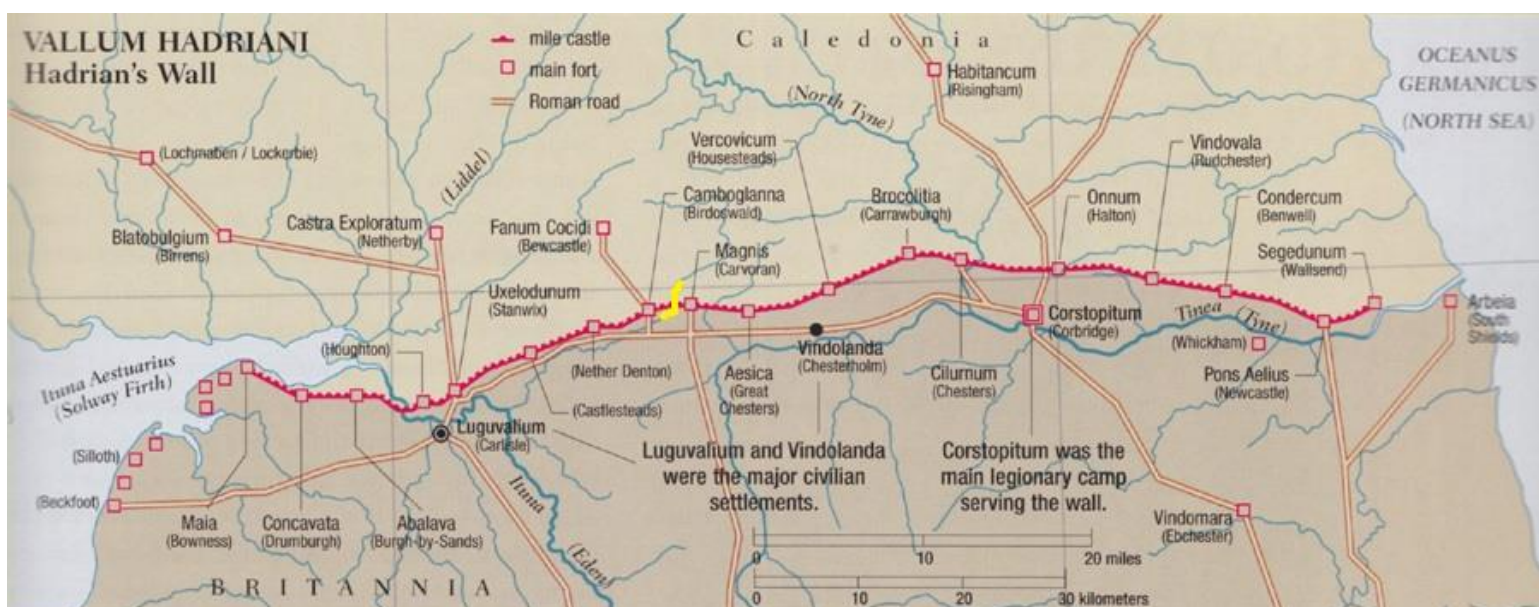 VALLUM HADRIANI
Hadrian's Wall
mile castle
main fort
Roman road
Caledonia
OCEANUS
GERMANICUS
(NORTH SEA)
Habitancum
(Risingham)
(North Tyne)
(Lochmaben / Lockerbie)
(Liddel)
Vercovicum
(Housesteads)
Vindovala
(Rudchester)
Camboglanna
(Birdoswald)
Brocolitia
(Carrawburgh)
Onnum
(Halton)
Condercum
(Benwell)
Castra Exploratum
(Netherby)
Fanum Cocidi
(Bewcastle)
Blatobulgium
(Birrens)
Magnis
(Carvoran)
Segedunum
(Wallsend)
Uxelodunum
(Stanwix)
Arbeia
(South
Shields)
Corstopitum
(Corbridge)
Tinea (Tyne)
(Whickham)
(Houghton)
Vindolanda
(Chesterholm)
Ituna Aestuarius
(Solway Firth)
(Nether Denton)
Aesica
(Great
Chesters)
Cilurnum
(Chesters)
Pons Aelius
(Newcastle)
(Castlesteads)
Luguvalium
(Carlisle)
Luguvalium and Vindolanda
were the major civilian
settlements.
Corstopitum was the
main legionary camp
serving the wall.
(Silloth)
(Beckfoot)
Ituna
(Eden)
Maia
(Bowness)
Concavata
(Drumburgh)
Abalava
(Burgh-by-Sands)
Vindomara
(Ebchester)
0 10 20 miles
0 10 20 30 kilometers
BRITANNIA